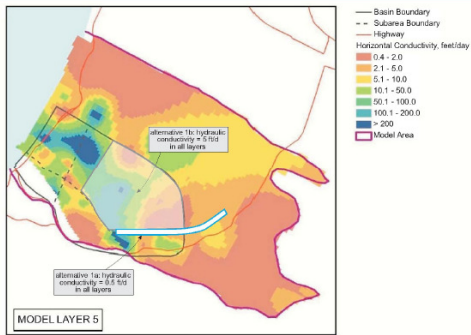 Basin Boundary
Subarea Boundary
Highway
Horizontal Conductivity, feet/day
0.4 - 2.0
2.1 - 5.0
5.1 - 10.0
10.1 - 50.0
50.1 - 100.0
100.1 - 200.0
> 200
Model Area
alternative 1b: hydraulic
conductivity = 5 ft/d
in all layers
alternative 1a: hydraulic
conductivity = 0.5 ft/d
in all layers
MODEL LAYER 5